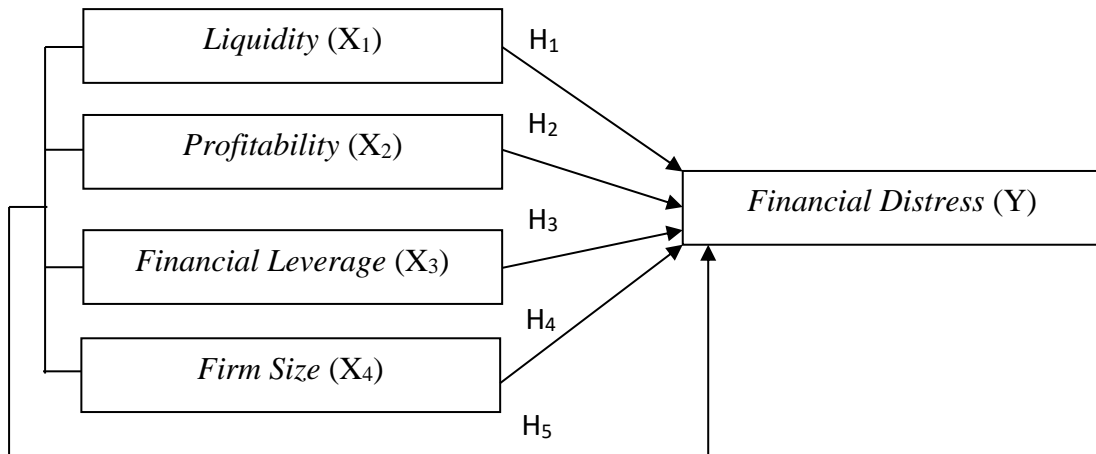 Liquidity (X₁)
H₁
Profitability (X₂)
H₂
Financial Distress (Y)
H₃
Financial Leverage (X₃)
H₄
Firm Size (X₄)
H₅